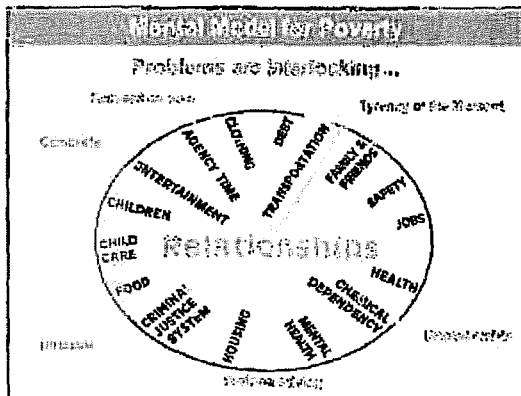 Mental Model for Poverty
Problems are interlocking...
Tyranny of the Moment
Concrete
DEBT
CLOTHING
AGENCY TIME
ENTERTAINMENT
CHILDREN
CHILD
CARE
FOOD
CRIMINAL
JUSTICE
SYSTEM
HOUSING
MENTAL
HEALTH
CHEMICAL
DEPENDENCY
HEALTH
JOBS
SAFETY
FAMILY &
FRIENDS
TRANSPORTATION
Relationships